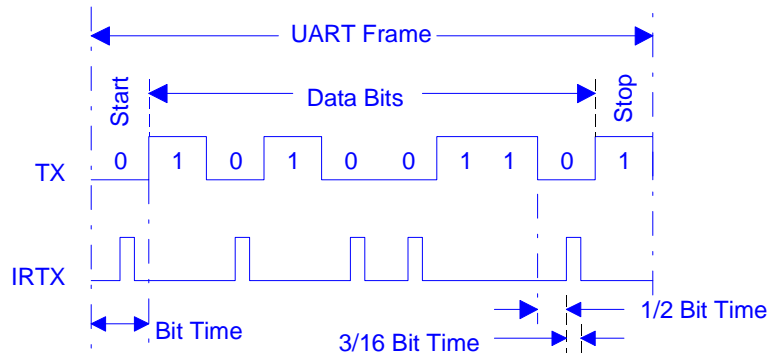 UART Frame
Start
Data Bits
Stop
TX 0 1 0 1 0 0 1 1 0 1
IRTX
Bit Time
1/2 Bit Time
3/16 Bit Time